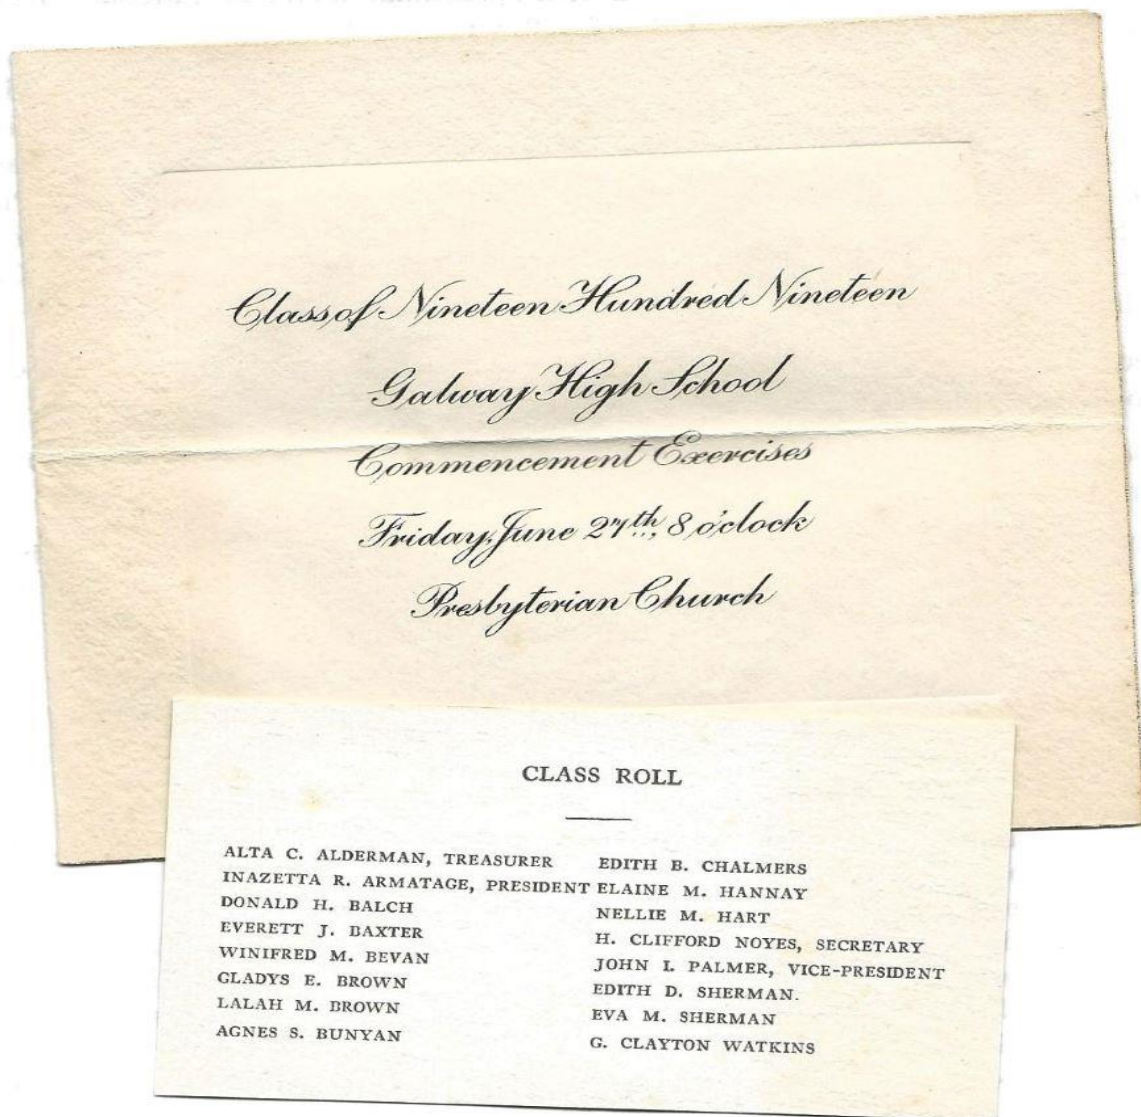 Class of Nineteen Hundred Nineteen
Galway High School
Commencement Exercises
Friday, June 27th, 8 o'clock
Presbyterian Church
CLASS ROLL
ALTA C. ALDERMAN, TREASURER
INAZETTA R. ARMATAGE, PRESIDENT
DONALD H. BALCH
EVERETT J. BAXTER
WINIFRED M. BEVAN
GLADYS E. BROWN
LALAH M. BROWN
AGNES S. BUNYAN
EDITH B. CHALMERS
ELAINE M. HANNAY
NELLIE M. HART
H. CLIFFORD NOYES, SECRETARY
JOHN I. PALMER, VICE-PRESIDENT
EDITH D. SHERMAN.
EVA M. SHERMAN
G. CLAYTON WATKINS